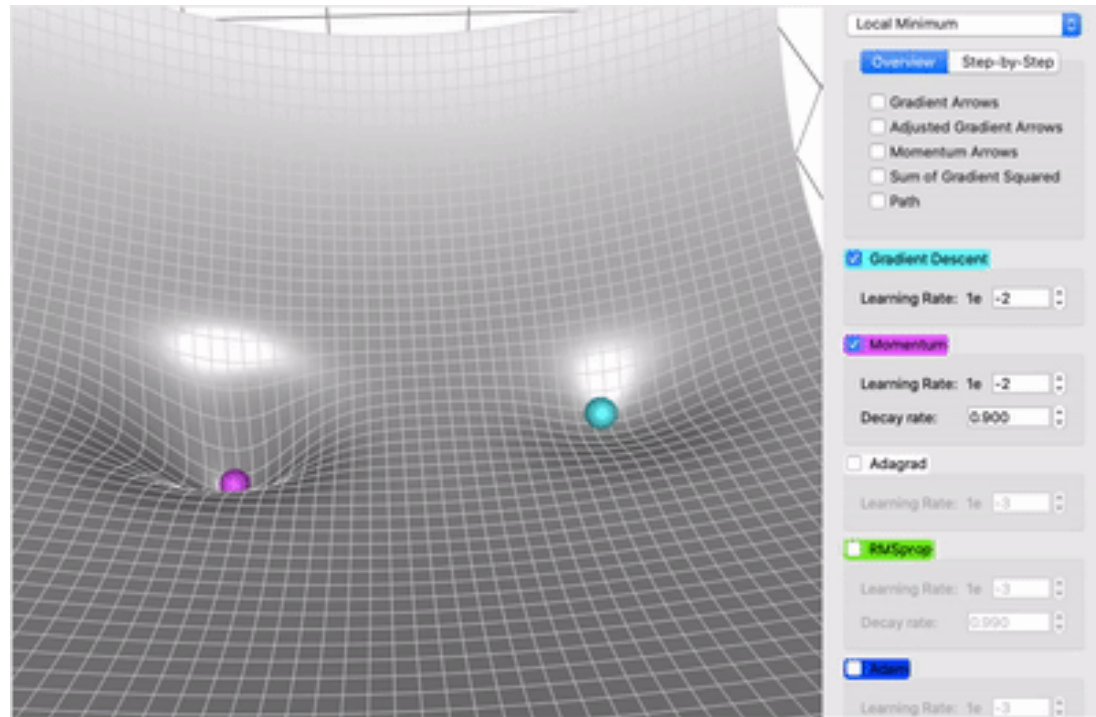 Local Minimum
Overview Step-by-Step
Gradient Arrows
Adjusted Gradient Arrows
Momentum Arrows
Sum of Gradient Squared
Path
Gradient Descent
Learning Rate: 1e -2
Momentum
Learning Rate: 1e -2
Decay rate: 0.900
Adagrad
Learning Rate: 1e -3
RMSprop
Learning Rate: 1e -3
Decay rate: 0.990
Adam
Learning Rate: 1e -3